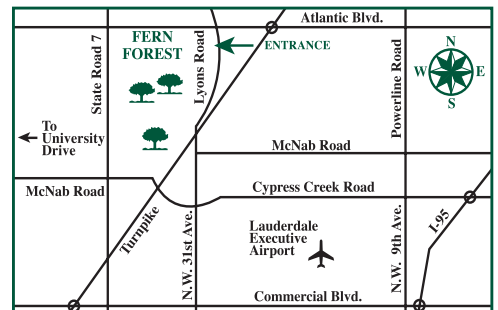 Atlantic Blvd.
FERN
FOREST
ENTRANCE
State Road 7
Lyons Road
Powerline Road
N
W
E
S
To
University
Drive
McNab Road
McNab Road
Cypress Creek Road
Turnpike
N.W. 31st Ave.
Lauderdale
Executive
Airport
N.W. 9th Ave.
I-95
Commercial Blvd.